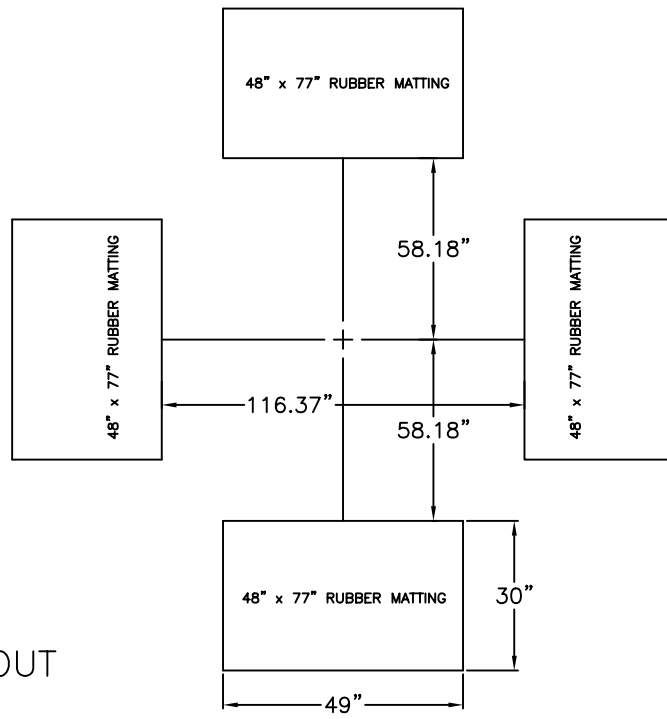 48" x 77" RUBBER MATTING
58.18"
48" x 77" RUBBER MATTING
48" x 77" RUBBER MATTING
116.37"
58.18"
48" x 77" RUBBER MATTING
30"
OUT
49"